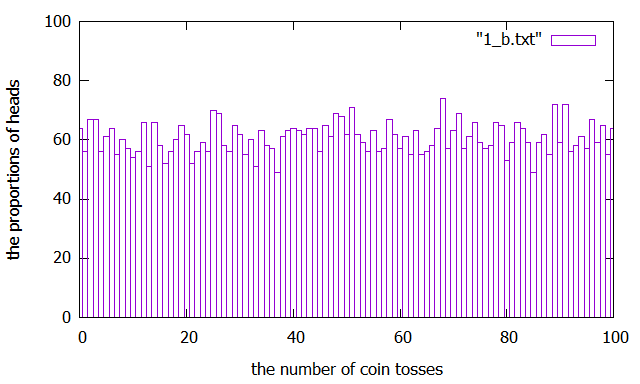 100
80
60
40
20
0
the proportions of heads
"1_b.txt"
0 20 40 60 80 100
the number of coin tosses